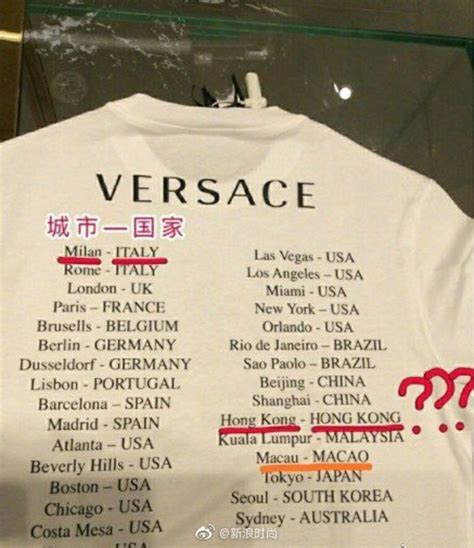 VERSACE
城市—国家
Milan - ITALY
Rome - ITALY
London - UK
Paris – FRANCE
Brusells - BELGIUM
Berlin - GERMANY
Dusseldorf - GERMANY
Lisbon - PORTUGAL
Barcelona – SPAIN
Madrid - SPAIN
Atlanta – USA
Beverly Hills - USA
Boston – USA
Chicago - USA
Costa Mesa - USA
Las Vegas - USA
Los Angeles – USA
Miami - USA
New York – USA
Orlando - USA
Rio de Janeiro – BRAZIL
Sao Paolo – BRAZIL
Beijing - CHINA
Shanghai - CHINA
Hong Kong - HONG KONG
Kuala Lumpur - MALAYSIA
Macau - MACAO
Tokyo - JAPAN
Seoul - SOUTH KOREA
Sydney - AUSTRALIA
???
@新浪时尚